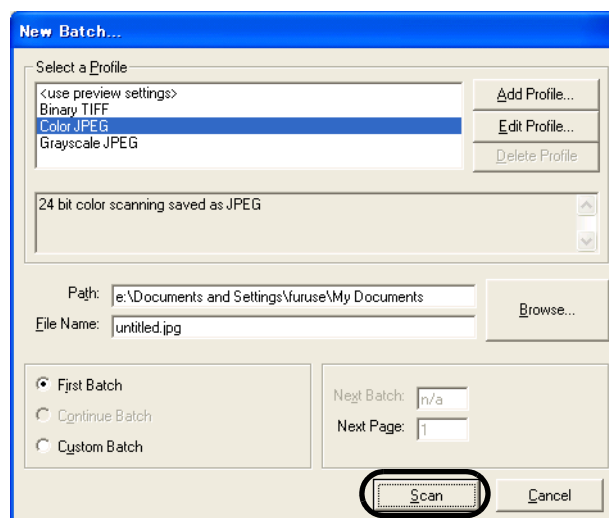 New Batch...
Select a Profile
<use preview settings>
Binary TIFF
Color JPEG
Grayscale JPEG
Add Profile...
Edit Profile...
Delete Profile
24 bit color scanning saved as JPEG
Path: e:\Documents and Settings\furuse\My Documents
File Name: untitled.jpg
Browse...
First Batch
Continue Batch
Custom Batch
Next Batch: n/a
Next Page: 1
Scan
Cancel